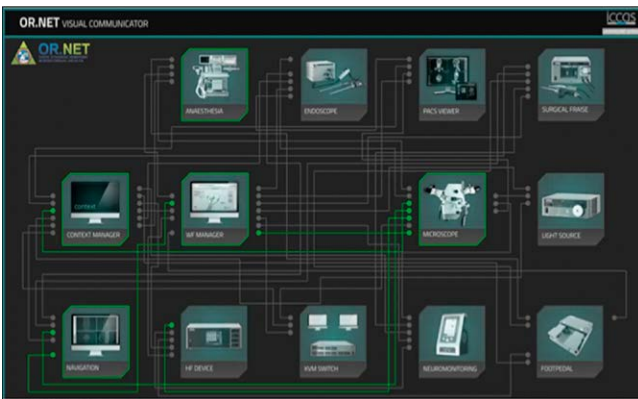 OR.NET VISUAL COMMUNICATOR
ICCAS
OR.NET
ANAESTHESIA
ENDOSCOPE
PACS VIEWER
SURGICAL FRAISE
context
CONTEXT MANAGER
WF MANAGER
MICROSCOPE
LIGHT SOURCE
NAVIGATION
HF DEVICE
KVM SWITCH
NEUROMONITORING
FOOTPEDAL